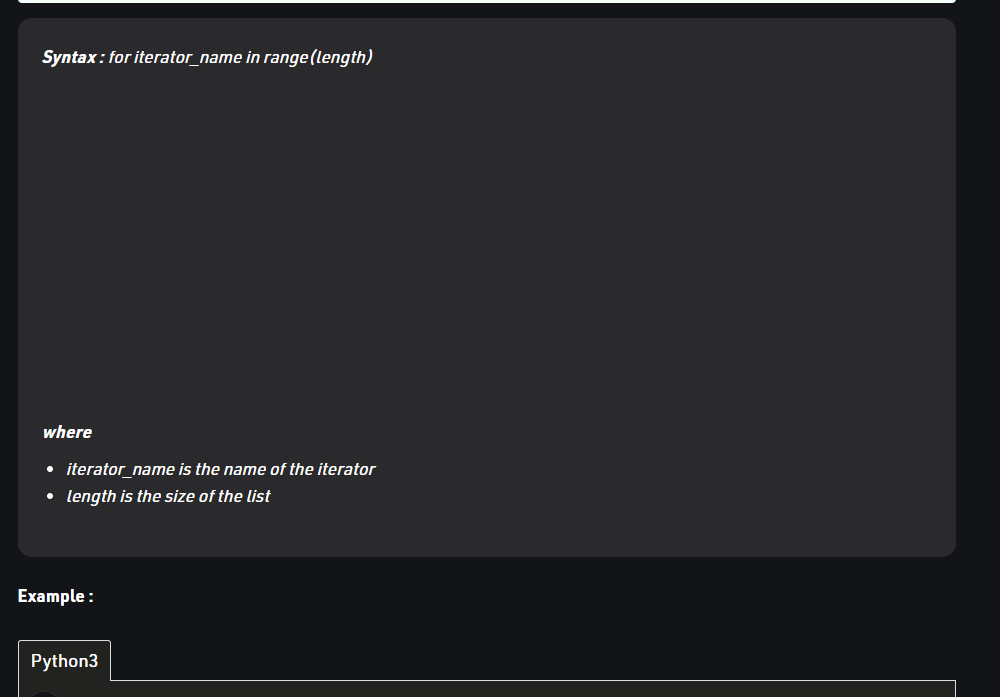 Syntax : for iterator_name in range(length)
where
• iterator_name is the name of the iterator
• length is the size of the list
Example :
Python3